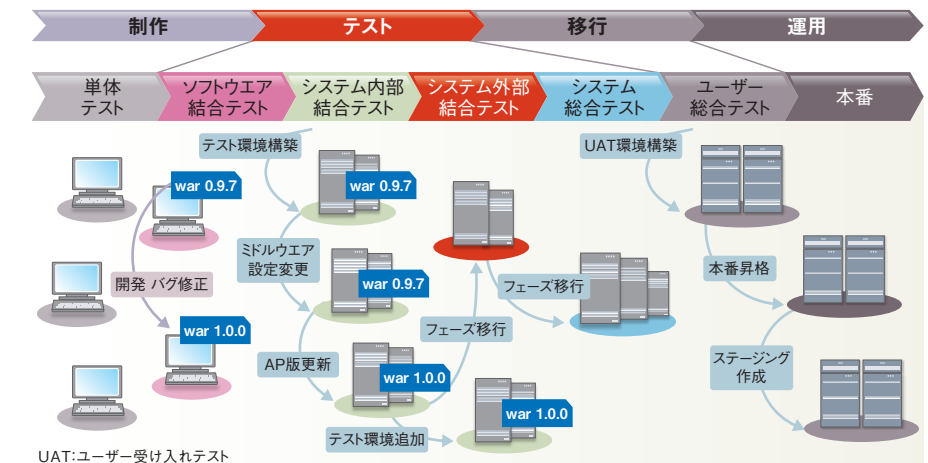 制作
テスト
移行
運用
単体
テスト
ソフトウエア
結合テスト
システム内部
結合テスト
システム外部
結合テスト
システム
総合テスト
ユーザー
総合テスト
本番
テスト環境構築
UAT環境構築
war 0.9.7
war 0.9.7
ミドルウエア
設定変更
本番昇格
開発 バグ修正
war 0.9.7
フェーズ移行
war 1.0.0
フェーズ移行
AP版更新
ステージング
作成
war 1.0.0
war 1.0.0
テスト環境追加
UAT:ユーザー受け入れテスト